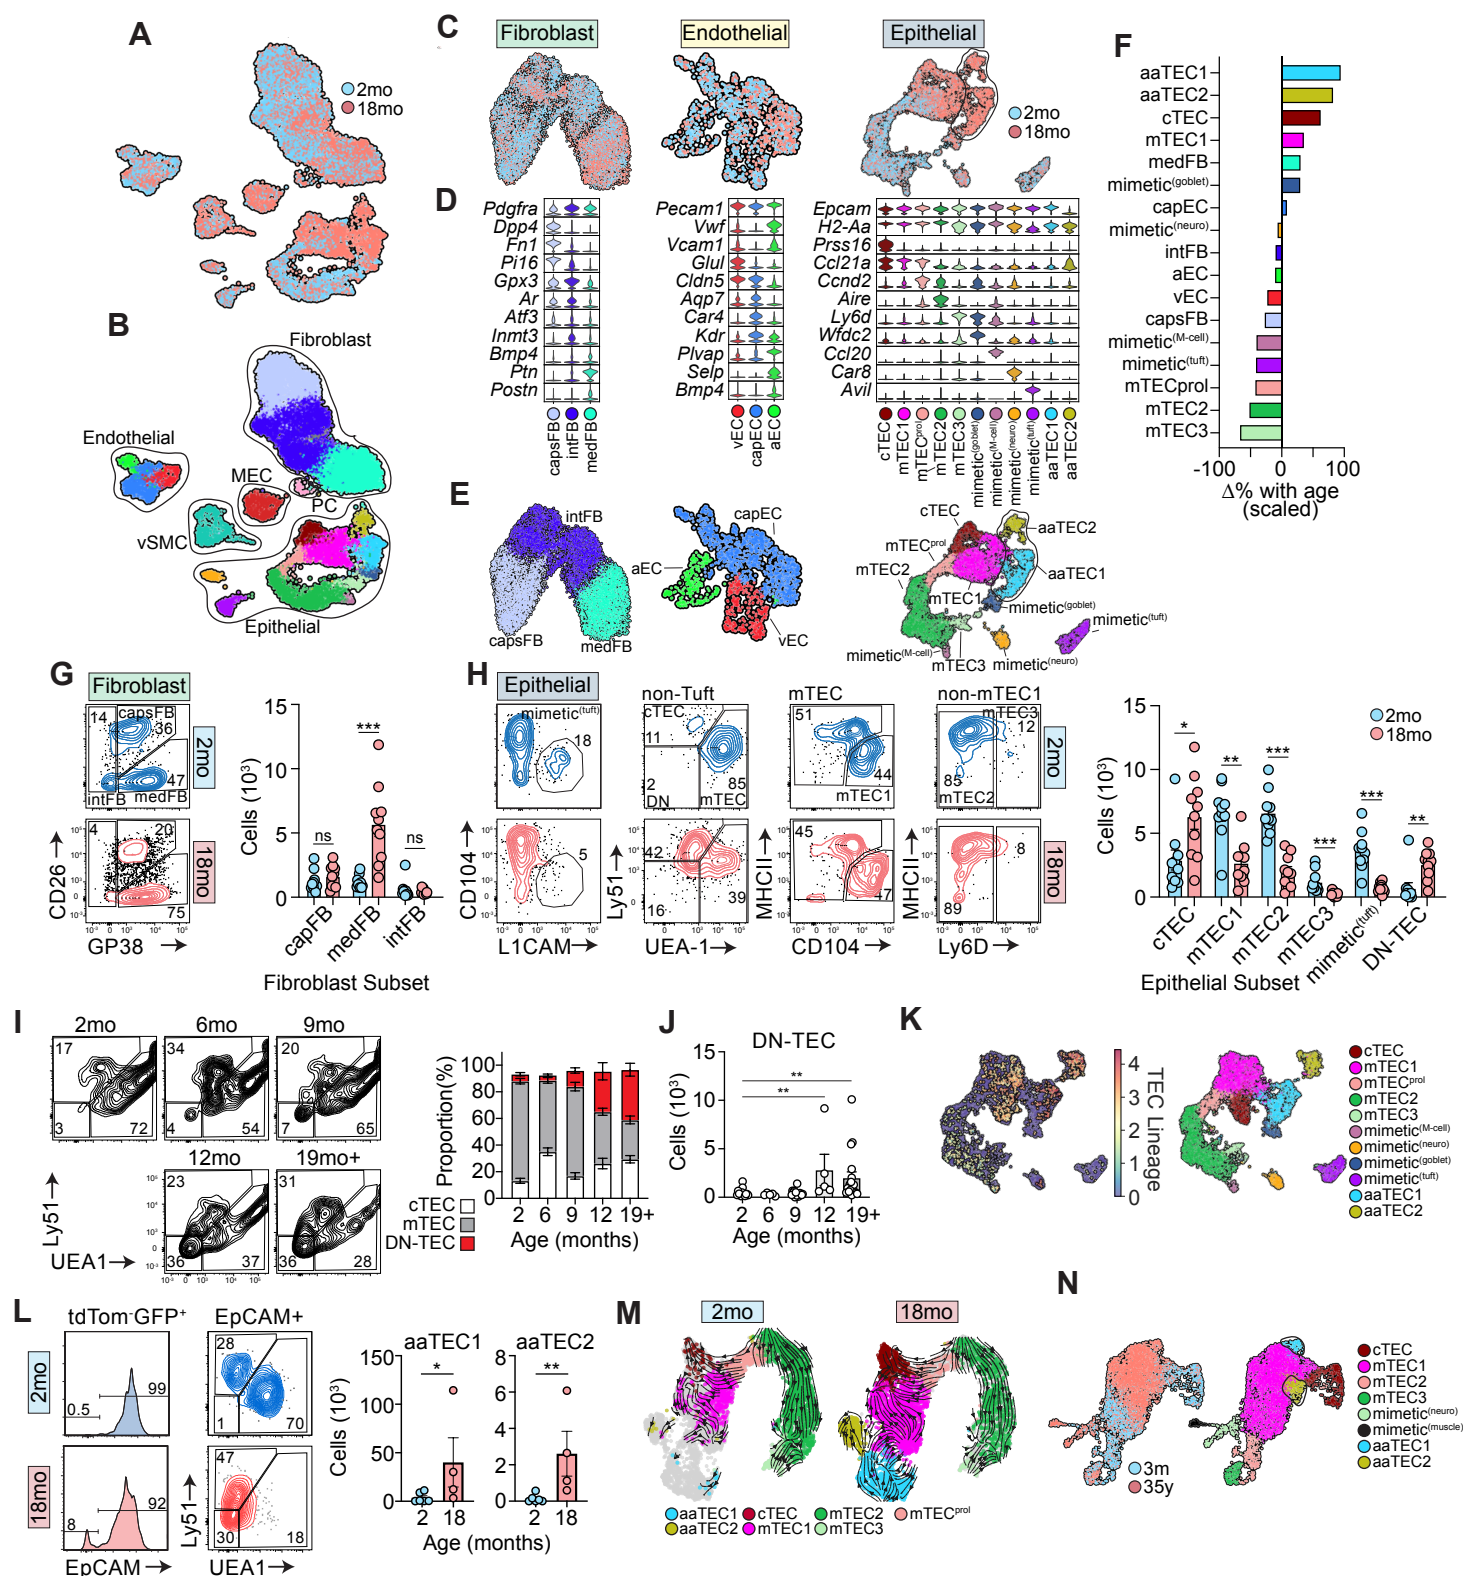 A
2mo
18mo
B
Fibroblast
Endothelial
MEC
PC
vSMC
Epithelial
C
Fibroblast
Endothelial
Epithelial
2mo
18mo
D
Pdgfra
Dpp4
Fn1
Pi16
Gpx3
Ar
Atf3
Inmt3
Bmp4
Ptn
Postn
capsFB
intFB
medFB
Pecam1
Vwf
Vcam1
Glul
Cldn5
Aqp7
Car4
Kdr
Plvap
Selp
Bmp4
vEC
capEC
aEC
Epcam
H2-Aa
Prss16
Ccl21a
Ccnd2
Aire
Ly6d
Wfdc2
Ccl20
Car8
Avil
cTEC
mTEC1
mTECprol
mTEC2
mTEC3
mimetic(goblet)
mimetic(M-cell)
mimetic(neuro)
mimetic(tuft)
aaTEC1
aaTEC2
E
intFB
capsFB
medFB
capEC
aEC
vEC
cTEC
aaTEC2
mTECprol
mTEC2
aaTEC1
mTEC1
mimetic(goblet)
mimetic(tuft)
mimetic(M-cell)
mTEC3
mimetic(neuro)
F
aaTEC1
aaTEC2
cTEC
mTEC1
medFB
mimetic(goblet)
capEC
mimetic(neuro)
intFB
aEC
vEC
capsFB
mimetic(M-cell)
mimetic(tuft)
mTECprol
mTEC2
mTEC3
-100 0 100
Δ% with age
(scaled)
G
Fibroblast
14 capsFB
36
47
intFB medFB
2mo
4 20
75
18mo
CD26
GP38
Cells (10³)
15
10
5
0
ns *** ns
capFB
medFB
intFB
Fibroblast Subset
H
Epithelial
mimetic(tuft)
18
5
CD104
L1CAM
non-Tuft
cTEC
11
2 85
DN mTEC
42
39
16
Ly51
UEA-1
mTEC
51
44
mTEC1
45
47
MHCII
CD104
non-mTEC1
mTEC3
12
85
mTEC2
8
89
MHCII
Ly6D
2mo
18mo
Cells (10³)
15
10
5
0
2mo
18mo
* ** *** *** *** **
cTEC
mTEC1
mTEC2
mTEC3
mimetic(tuft)
DN-TEC
Epithelial Subset
I
2mo 6mo 9mo
17 34 20
3 72 4 54 7 65
12mo 19mo+
23 31
36 37 36 28
Ly51
UEA1
Proportion(%)
100
80
60
40
20
0
2 6 9 12 19+
Age (months)
cTEC
mTEC
DN-TEC
J
DN-TEC
Cells (10³)
15
10
5
0
**
**
2 6 9 12 19+
Age (months)
K
4
3
2
1
0
TEC Lineage
cTEC
mTEC1
mTECprol
mTEC2
mTEC3
mimetic(M-cell)
mimetic(neuro)
mimetic(goblet)
mimetic(tuft)
aaTEC1
aaTEC2
L
tdTom-GFP+
EpCAM+
2mo
99
0.5
28
1 70
18mo
92
8
47
30 18
EpCAM
Ly51
UEA1
aaTEC1
Cells (10³)
150
100
50
0
*
2 18
aaTEC2
8
6
4
2
0
**
2 18
Age (months)
M
2mo
18mo
aaTEC1 cTEC mTEC2 mTECprol
aaTEC2 mTEC1 mTEC3
N
3m
35y
cTEC
mTEC1
mTEC2
mTEC3
mimetic(neuro)
mimetic(muscle)
aaTEC1
aaTEC2